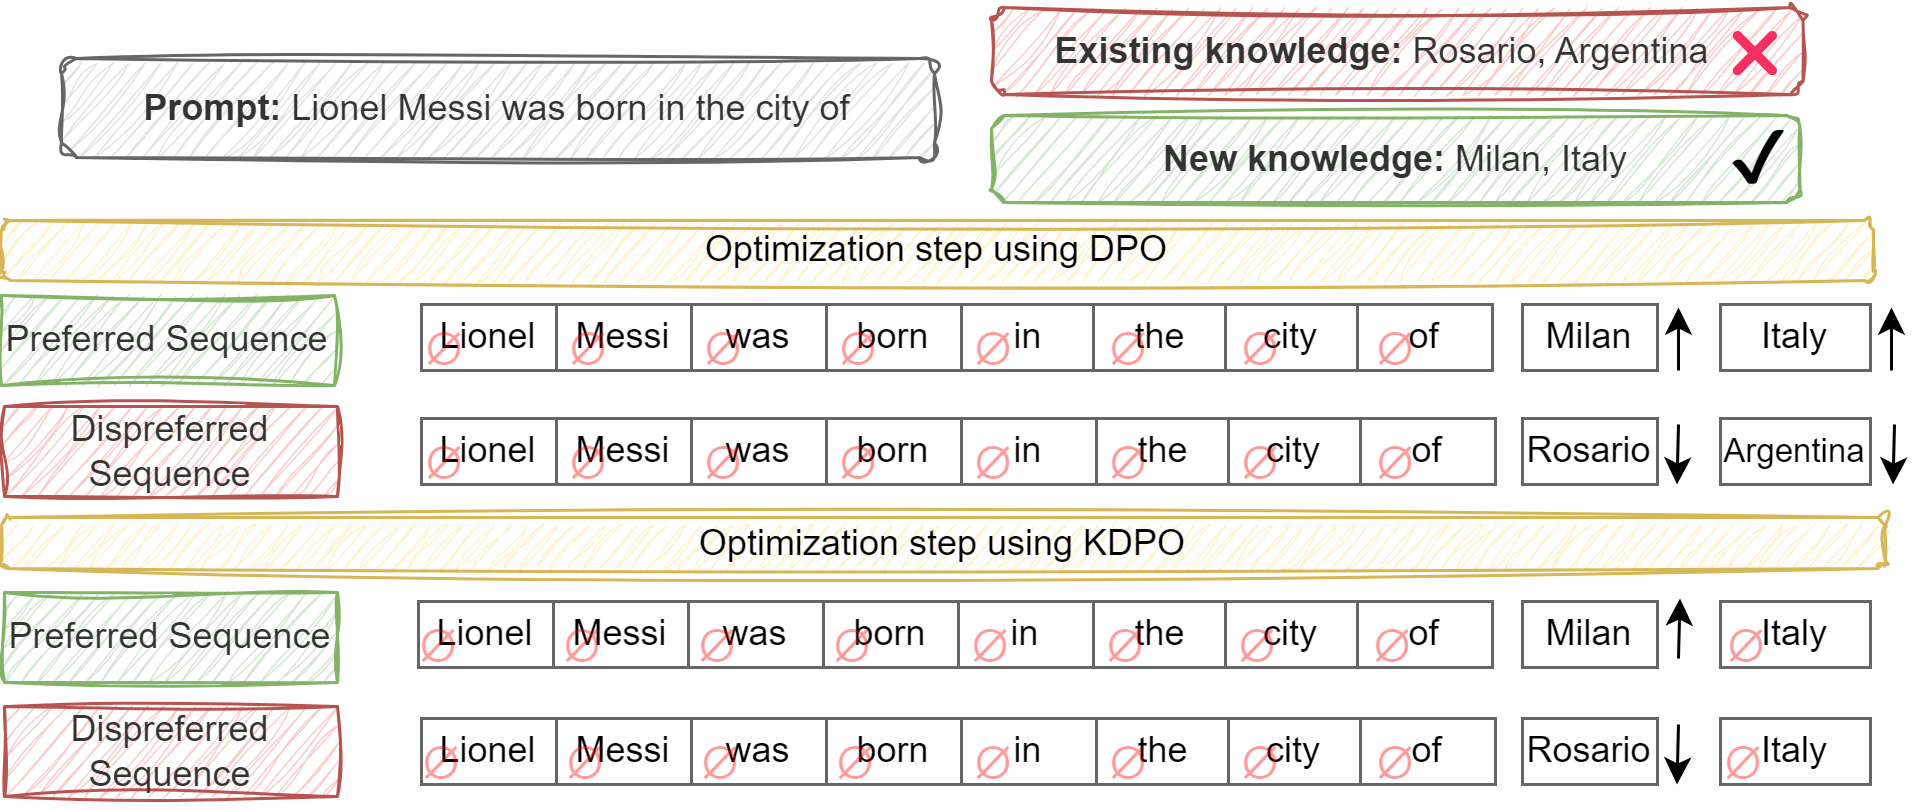 Existing knowledge: Rosario, Argentina
Prompt: Lionel Messi was born in the city of
New knowledge: Milan, Italy
Optimization step using DPO
Preferred Sequence Lionel Messi was born in the city of Milan Italy
Dispreferred
Sequence
Lionel Messi was born in the city of Rosario Argentina
Optimization step using KDPO
Preferred Sequence Lionel Messi was born in the city of Milan Italy
Dispreferred
Sequence
Lionel Messi was born in the city of Rosario Italy